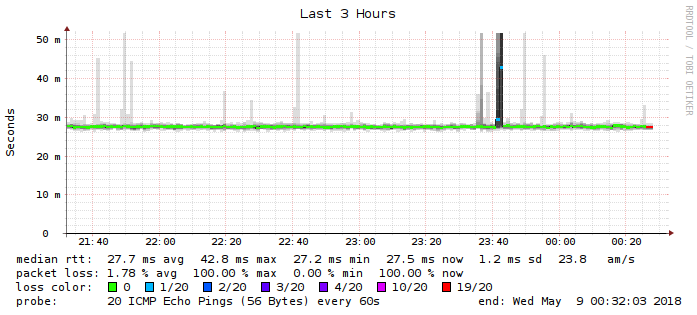 Last 3 Hours
RRDTOOL / TOBI OETIKER
Seconds
50 m
40 m
30 m
20 m
10 m
0
21:40 22:00 22:20 22:40 23:00 23:20 23:40 00:00 00:20
median rtt: 27.7 ms avg 42.8 ms max 27.2 ms min 27.5 ms now 1.2 ms sd 23.8 am/s
packet loss: 1.78 % avg 100.00 % max 0.00 % min 100.00 % now
loss color: 0 1/20 2/20 3/20 4/20 10/20 19/20
probe: 20 ICMP Echo Pings (56 Bytes) every 60s end: Wed May 9 00:32:03 2018